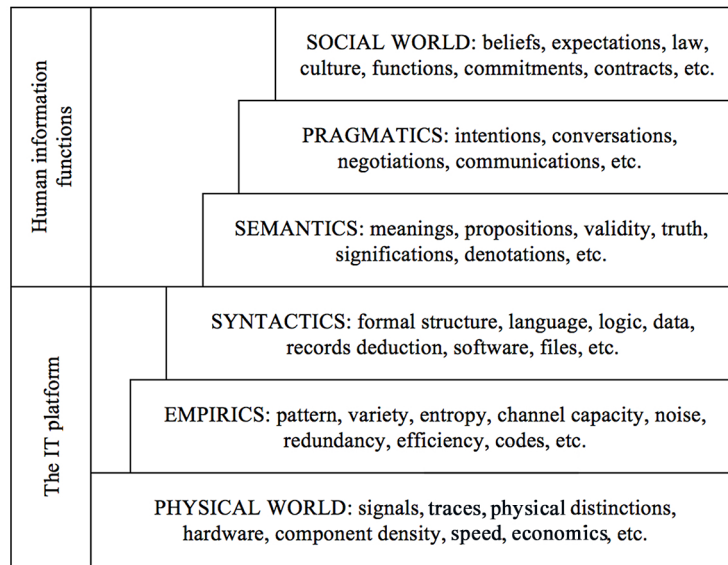 Human information
functions
SOCIAL WORLD: beliefs, expectations, law,
culture, functions, commitments, contracts, etc.
PRAGMATICS: intentions, conversations,
negotiations, communications, etc.
SEMANTICS: meanings, propositions, validity, truth,
significations, denotations, etc.
The IT platform
SYNTACTICS: formal structure, language, logic, data,
records deduction, software, files, etc.
EMPIRICS: pattern, variety, entropy, channel capacity, noise,
redundancy, efficiency, codes, etc.
PHYSICAL WORLD: signals, traces, physical distinctions,
hardware, component density, speed, economics, etc.